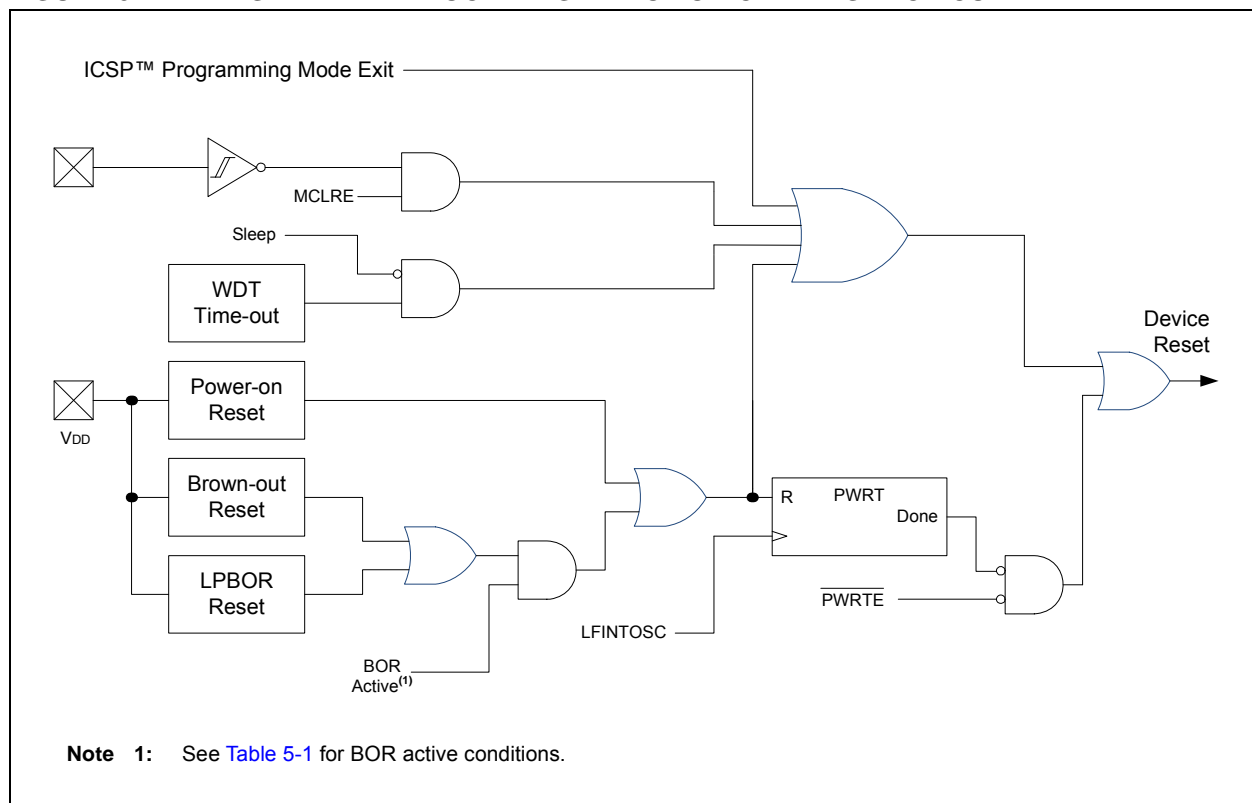 ICSP™ Programming Mode Exit
MCLRE
Sleep
WDT
Time-out
Device
Reset
Power-on
Reset
VDD
Brown-out
Reset
R PWRT
Done
LPBOR
Reset
PWRTE
LFINTOSC
BOR
Active(1)
Note 1: See Table 5-1 for BOR active conditions.